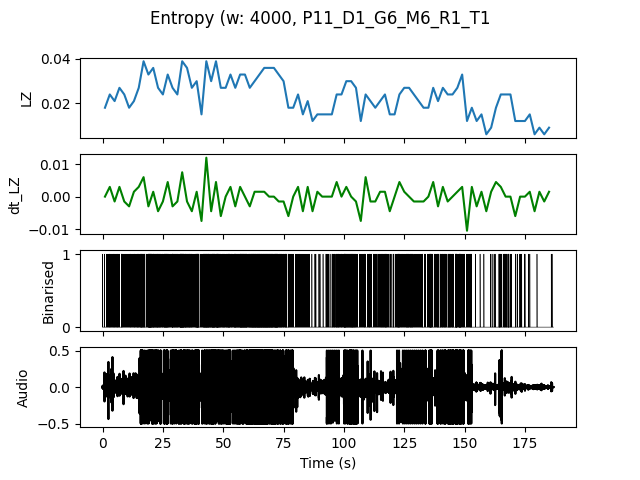 Entropy (w: 4000, P11_D1_G6_M6_R1_T1
LZ
0.04
0.02
dt_LZ
0.01
0.00
−0.01
Binarised
1
0
Audio
0.5
0.0
−0.5
0 25 50 75 100 125 150 175
Time (s)